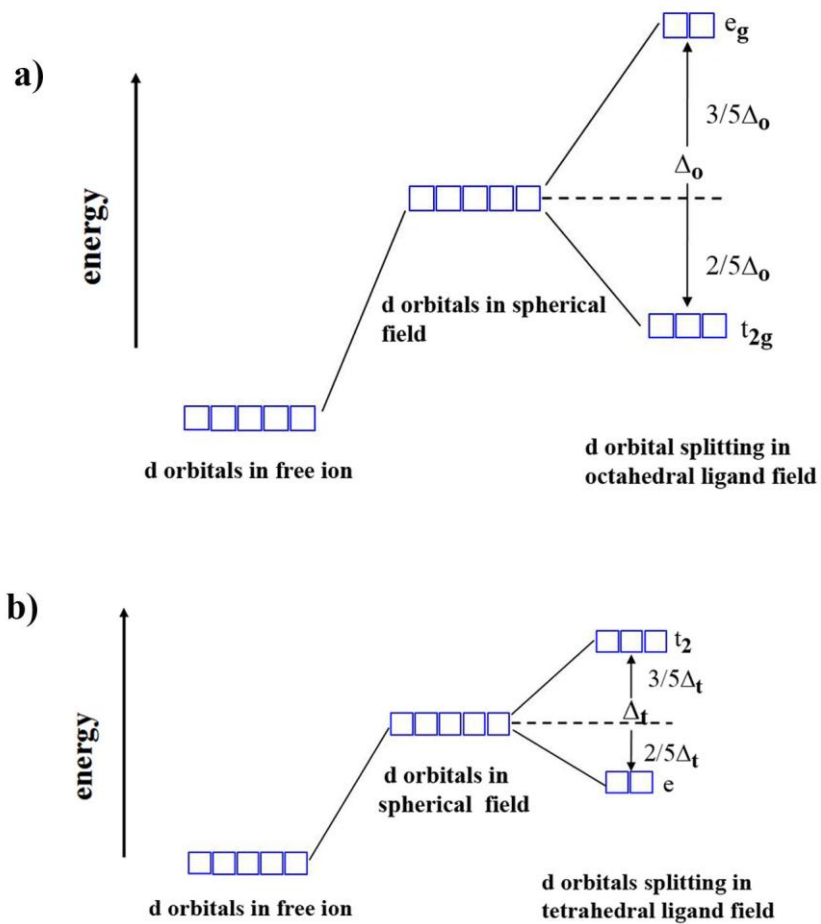 a)
energy
e_g
3/5Δ_o
Δ_o
2/5Δ_o
t_2g
d orbitals in spherical
field
d orbitals in free ion
d orbital splitting in
octahedral ligand field
b)
energy
t_2
3/5Δ_t
Δ_t
2/5Δ_t
e
d orbitals in
spherical field
d orbitals in free ion
d orbitals splitting in
tetrahedral ligand field